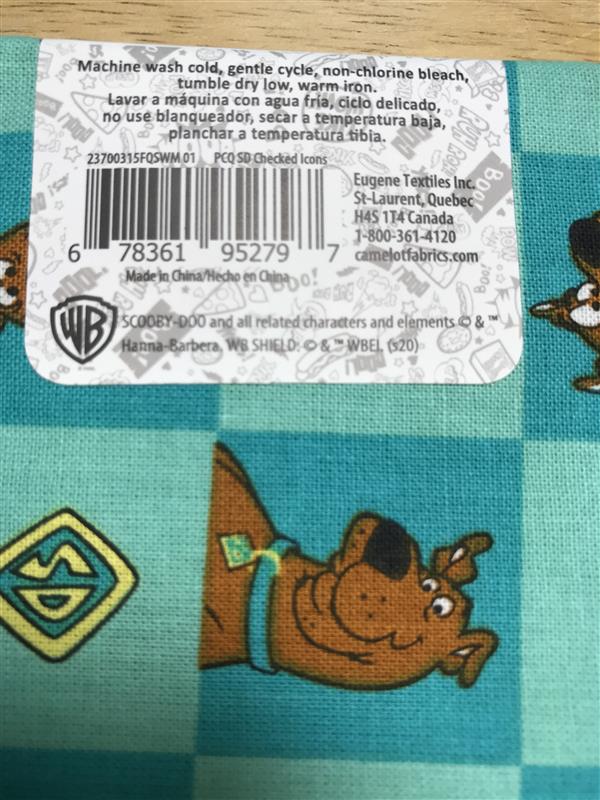 Machine wash cold, gentle cycle, non-chlorine bleach,
tumble dry low, warm iron.
Lavar a máquina con agua fría, ciclo delicado,
no use blanqueador, secar a temperatura baja,
planchar a temperatura tibia.
23700315FQSWM 01 PCQ SD Checked Icons
6 78361 95279 7
Eugene Textiles Inc.
St-Laurent, Quebec
H4S 1T4 Canada
1-800-361-4120
camelotfabrics.com
Made in China/Hecho en China
WB
SCOOBY-DOO and all related characters and elements © & ™
Hanna-Barbera. WB SHIELD: © & ™ WBEI. (s20)
SD